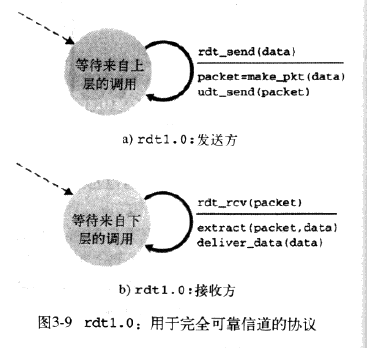 等待来自上
层的调用
rdt_send(data)
packet=make_pkt(data)
udt_send(packet)
a) rdt1.0:发送方
等待来自下
层的调用
rdt_rcv(packet)
extract(packet,data)
deliver_data(data)
b) rdt1.0:接收方
图3-9 rdt1.0: 用于完全可靠信道的协议